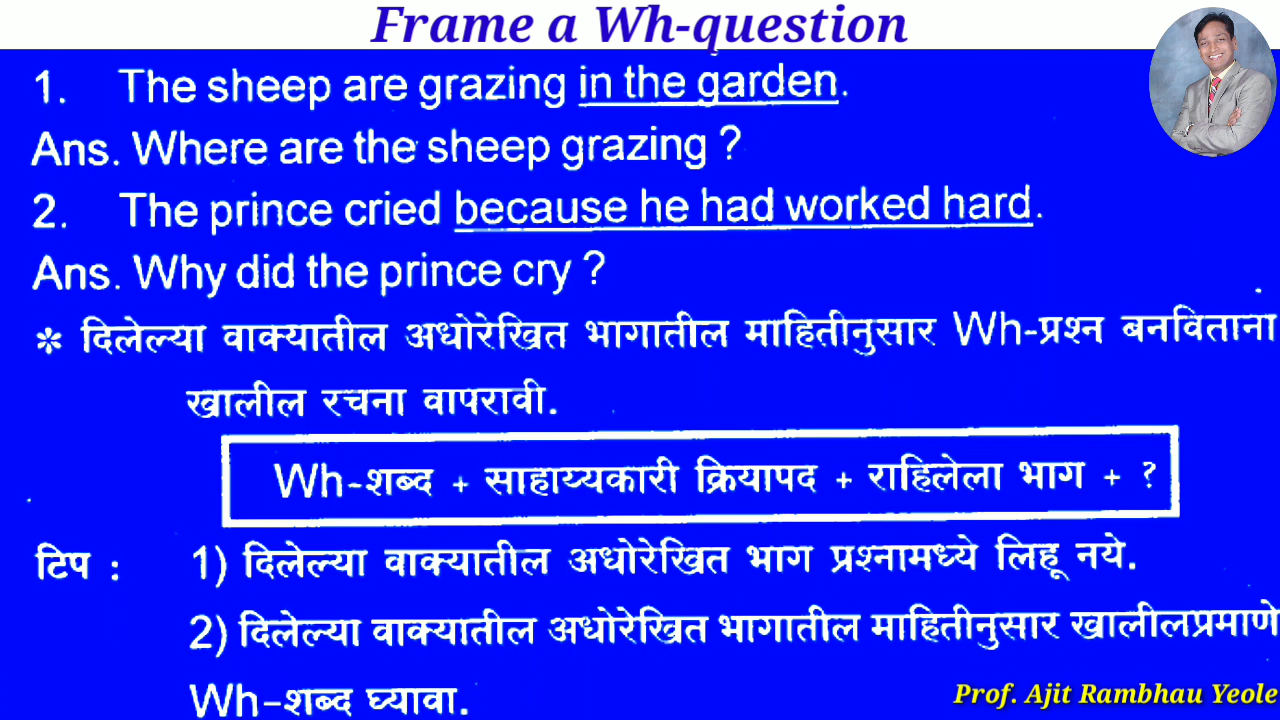 Frame a Wh-question
1. The sheep are grazing in the garden.
Ans. Where are the sheep grazing ?
2. The prince cried because he had worked hard.
Ans. Why did the prince cry ?
* दिलेल्या वाक्यातील अधोरेखित भागातील माहितीनुसार Wh-प्रश्न बनविताना
खालील रचना वापरावी.
Wh-शब्द + साहाय्यकारी क्रियापद + राहिलेला भाग + ?
टिप : 1) दिलेल्या वाक्यातील अधोरेखित भाग प्रश्नामध्ये लिहू नये.
2) दिलेल्या वाक्यातील अधोरेखित भागातील माहितीनुसार खालीलप्रमाणे
Wh-शब्द घ्यावा.
Prof. Ajit Rambhau Yeole